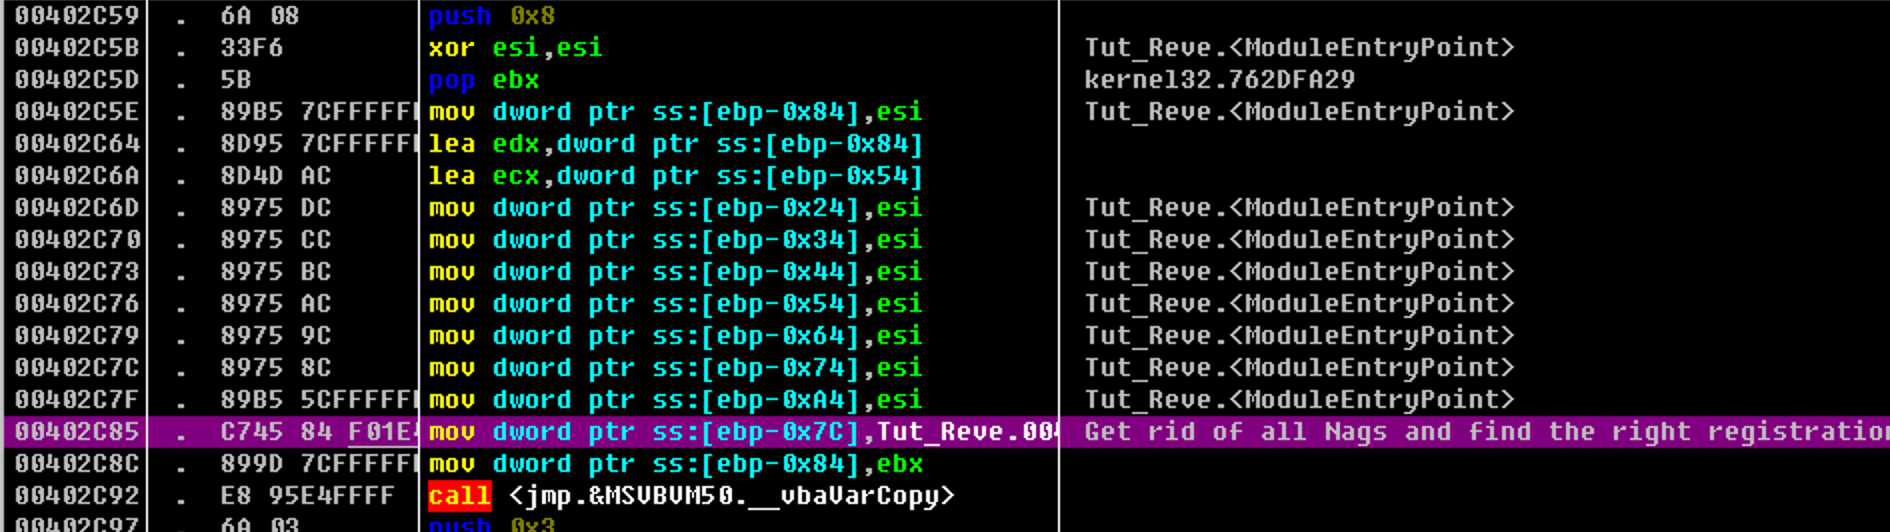 00402C59 . 6A 08 push 0x8
00402C5B . 33F6 xor esi,esi Tut_Reve.<ModuleEntryPoint>
00402C5D . 5B pop ebx kernel32.762DFA29
00402C5E . 89B5 7CFFFFFF mov dword ptr ss:[ebp-0x84],esi Tut_Reve.<ModuleEntryPoint>
00402C64 . 8D95 7CFFFFFF lea edx,dword ptr ss:[ebp-0x84]
00402C6A . 8D4D AC lea ecx,dword ptr ss:[ebp-0x54]
00402C6D . 8975 DC mov dword ptr ss:[ebp-0x24],esi Tut_Reve.<ModuleEntryPoint>
00402C70 . 8975 CC mov dword ptr ss:[ebp-0x34],esi Tut_Reve.<ModuleEntryPoint>
00402C73 . 8975 BC mov dword ptr ss:[ebp-0x44],esi Tut_Reve.<ModuleEntryPoint>
00402C76 . 8975 AC mov dword ptr ss:[ebp-0x54],esi Tut_Reve.<ModuleEntryPoint>
00402C79 . 8975 9C mov dword ptr ss:[ebp-0x64],esi Tut_Reve.<ModuleEntryPoint>
00402C7C . 8975 8C mov dword ptr ss:[ebp-0x74],esi Tut_Reve.<ModuleEntryPoint>
00402C7F . 89B5 5CFFFFFF mov dword ptr ss:[ebp-0xA4],esi Tut_Reve.<ModuleEntryPoint>
00402C85 . C745 84 F01E4 mov dword ptr ss:[ebp-0x7C],Tut_Reve.004 Get rid of all Nags and find the right registration
00402C8C . 899D 7CFFFFFF mov dword ptr ss:[ebp-0x84],ebx
00402C92 . E8 95E4FFFF call <jmp.&MSVBVM50.__vbaVarCopy>
00402C97 . 6A 03 push 0x3